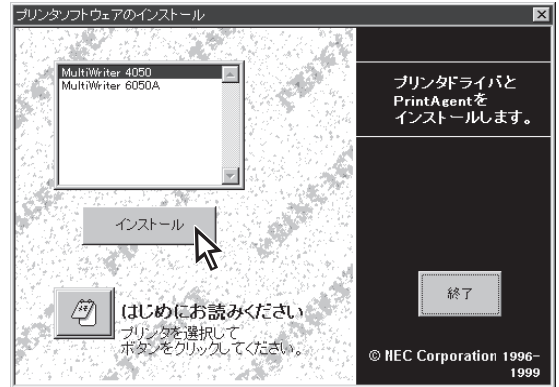 プリンタソフトウェアのインストール
MultiWriter 4050
MultiWriter 6050A
インストール
はじめにお読みください
プリンタを選択して
ボタンをクリックしてください。
プリンタドライバと
PrintAgentを
インストールします。
終了
© NEC Corporation 1996-
1999